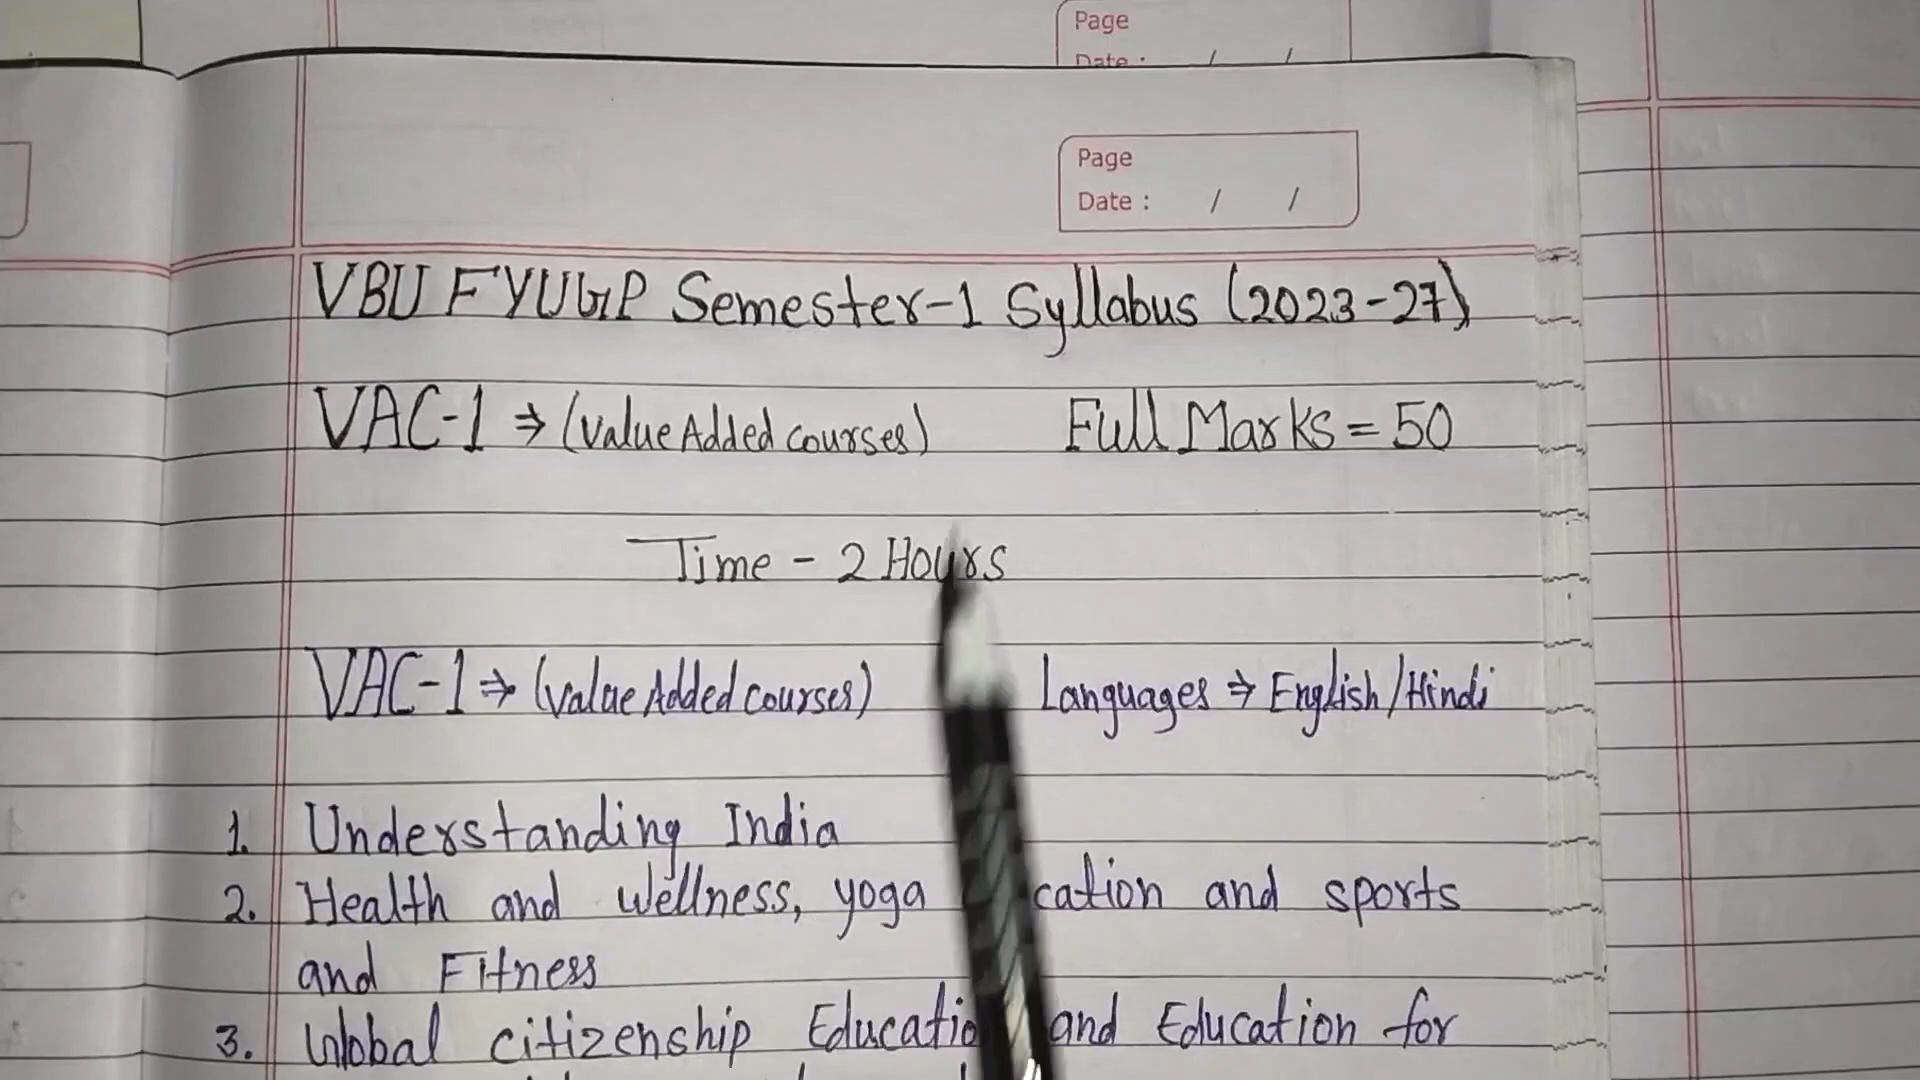 Page
Date : / /
Page
Date : / /
VBU FYUGP Semester-1 Syllabus (2023-27)
VAC-1 ⇒ (Value Added courses) Full Marks = 50
Time - 2 Hours
VAC-1 ⇒ (Value Added courses) Languages ⇒ English/Hindi
1. Understanding India
2. Health and wellness, yoga cation and sports
and Fitness
3. Global citizenship Educatio and Education for